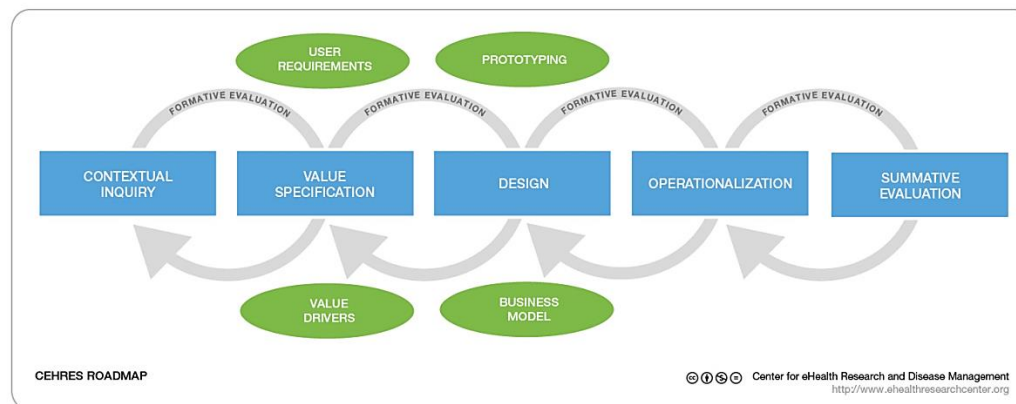 USER
REQUIREMENTS
PROTOTYPING
FORMATIVE EVALUATION
FORMATIVE EVALUATION
FORMATIVE EVALUATION
FORMATIVE EVALUATION
CONTEXTUAL
INQUIRY
VALUE
SPECIFICATION
DESIGN
OPERATIONALIZATION
SUMMATIVE
EVALUATION
VALUE
DRIVERS
BUSINESS
MODEL
CEHRES ROADMAP
Center for eHealth Research and Disease Management
http://www.ehealthresearchcenter.org